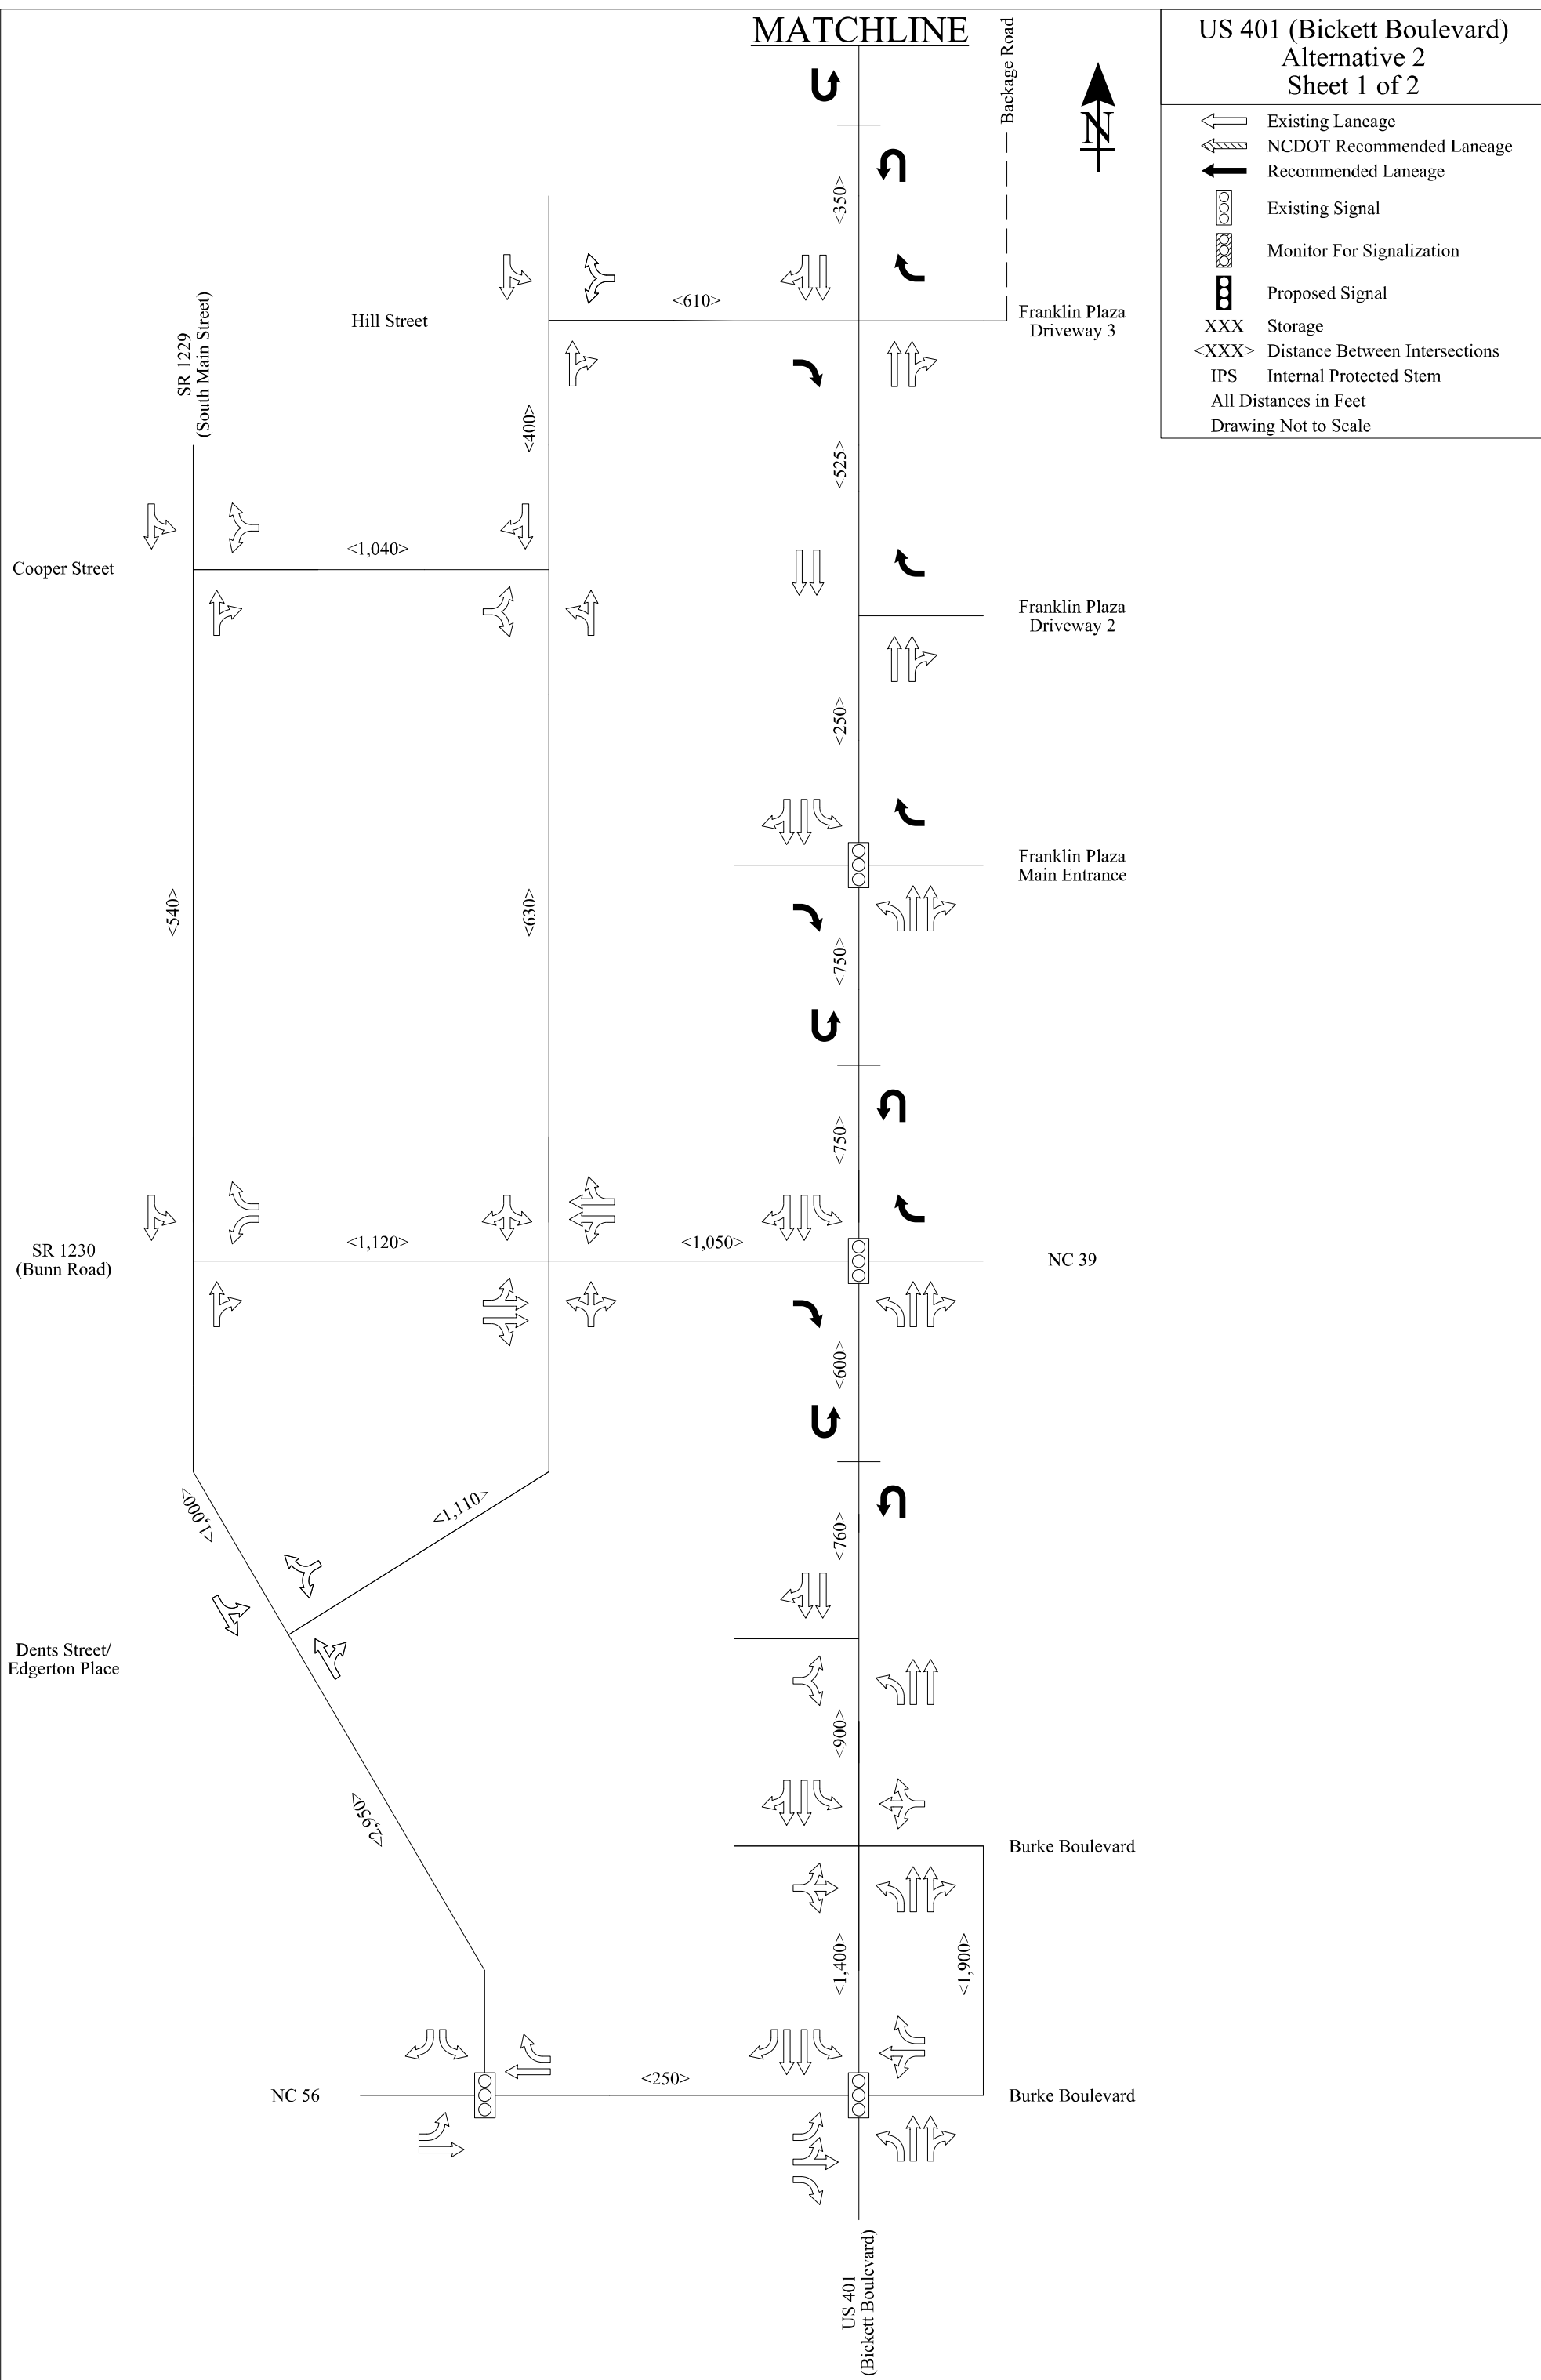 MATCHLINE
Backage Road
N
US 401 (Bickett Boulevard)
Alternative 2
Sheet 1 of 2
Existing Laneage
NCDOT Recommended Laneage
Recommended Laneage
Existing Signal
Monitor For Signalization
Proposed Signal
XXX Storage
<XXX> Distance Between Intersections
IPS Internal Protected Stem
All Distances in Feet
Drawing Not to Scale
<350>
<610>
Hill Street
Franklin Plaza
Driveway 3
SR 1229
(South Main Street)
<400>
<525>
<1,040>
Cooper Street
Franklin Plaza
Driveway 2
<250>
Franklin Plaza
Main Entrance
<540>
<630>
<750>
<750>
<1,120>
<1,050>
SR 1230
(Bunn Road)
NC 39
<600>
<1,000>
<1,110>
<760>
Dents Street/
Edgerton Place
<900>
<2,950>
Burke Boulevard
<1,400>
<1,900>
<250>
NC 56
Burke Boulevard
US 401
(Bickett Boulevard)